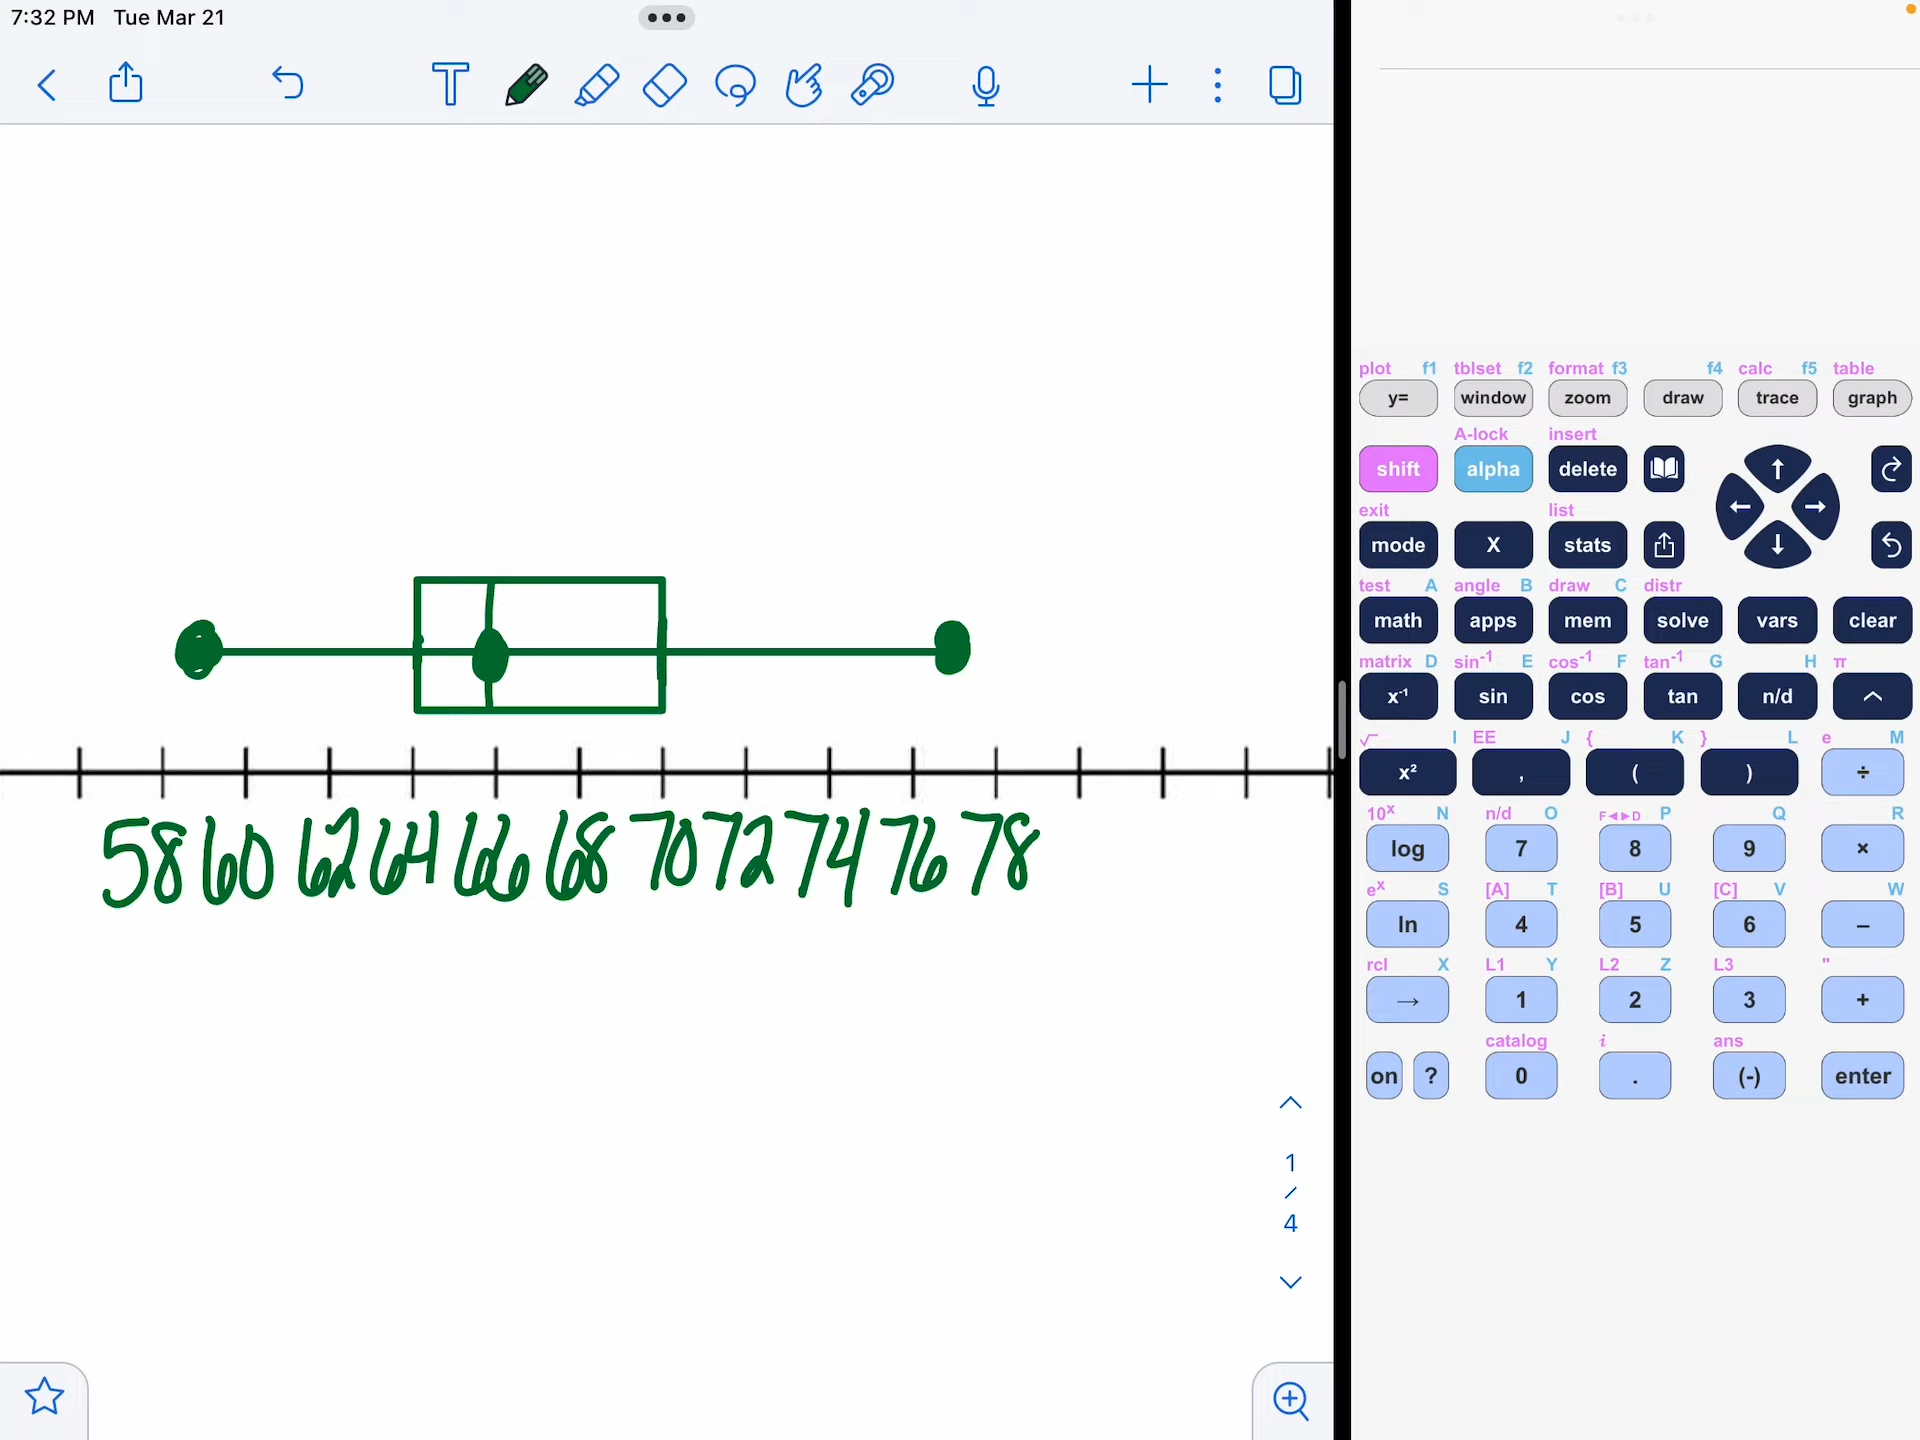 7:32 PM Tue Mar 21
T
58 60 62 64 66 68 70 72 74 76 78
1
/
4
plot f1 tblset f2 format f3 f4 calc f5 table
y= window zoom draw trace graph
A-lock insert
shift alpha delete
exit list
mode X stats
test A angle B draw C distr
math apps mem solve vars clear
matrix D sin⁻¹ E cos⁻¹ F tan⁻¹ G H π
x⁻¹ sin cos tan n/d ^
√ I EE J { K } L e M
x² , ( ) ÷
10ˣ N n/d O F◄►D P Q R
log 7 8 9 ×
eˣ S [A] T [B] U [C] V W
ln 4 5 6 –
rcl X L1 Y L2 Z L3 "
→ 1 2 3 +
catalog i ans
on ? 0 . (-) enter